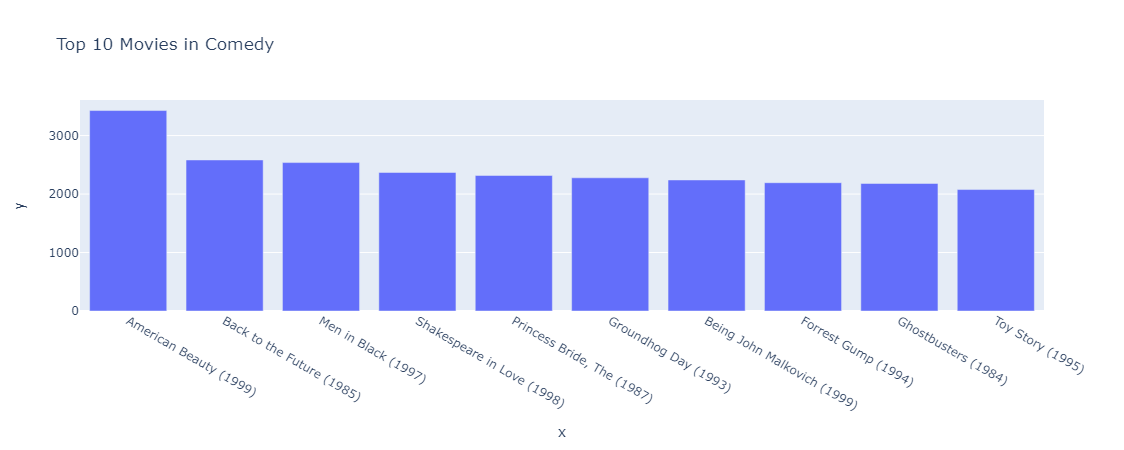 Top 10 Movies in Comedy
3000
2000
1000
0
y
American Beauty (1999)
Back to the Future (1985)
Men in Black (1997)
Shakespeare in Love (1998)
Princess Bride, The (1987)
Groundhog Day (1993)
Being John Malkovich (1999)
Forrest Gump (1994)
Ghostbusters (1984)
Toy Story (1995)
x